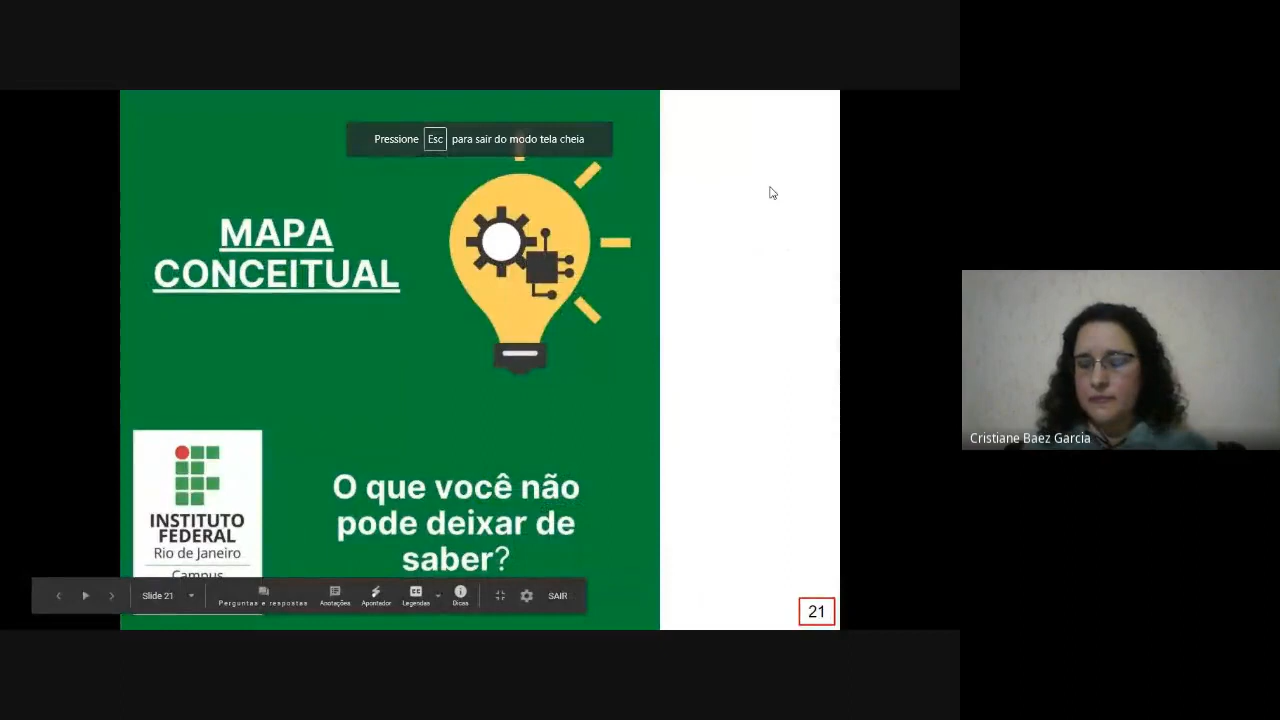 Pressione Esc para sair do modo tela cheia
MAPA
CONCEITUAL
INSTITUTO
FEDERAL
Rio de Janeiro
Campus
O que você não
pode deixar de
saber?
Slide 21
Perguntas e respostas
Anotações
Apontador
Legendas
Dicas
SAIR
21
Cristiane Baez Garcia